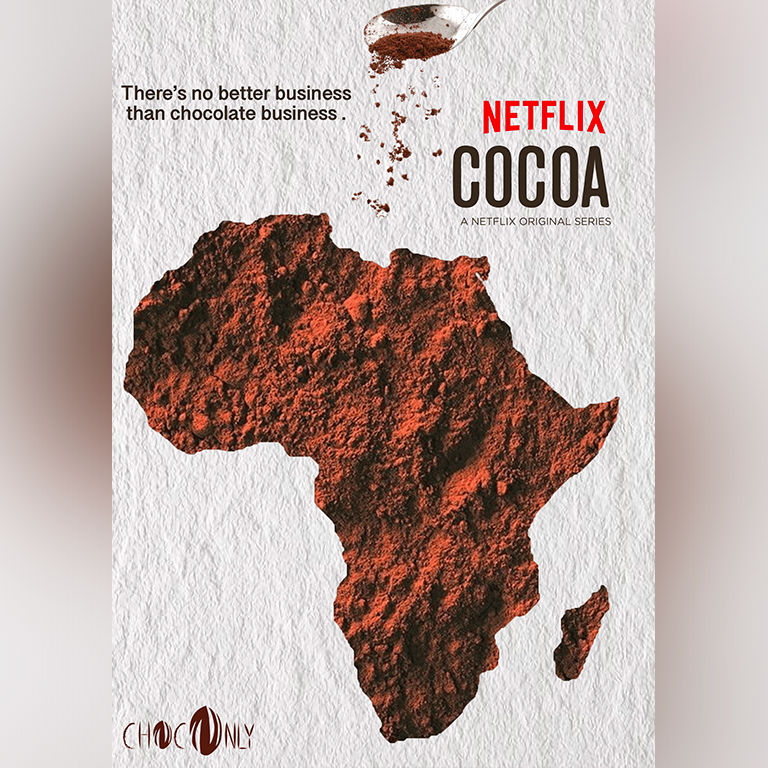 There's no better business
than chocolate business .
NETFLIX
COCOA
A NETFLIX ORIGINAL SERIES
CHOCONLY